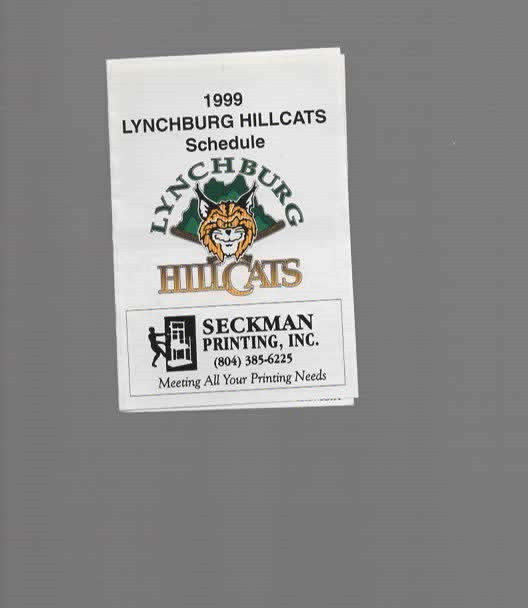 1999
LYNCHBURG HILLCATS
Schedule
LYNCHBURG
HILLCATS
SECKMAN
PRINTING, INC.
(804) 385-6225
Meeting All Your Printing Needs